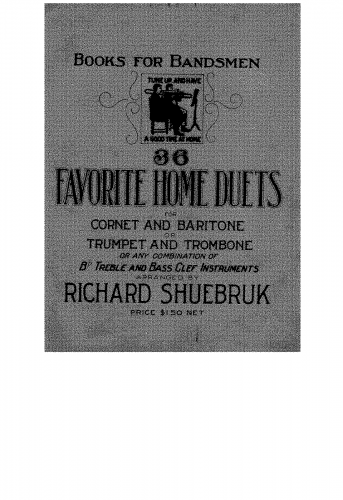 BOOKS FOR BANDSMEN
TUNE UP AND HAVE
A GOOD TIME AT HOME
36
FAVORITE HOME DUETS
FOR
CORNET AND BARITONE
OR
TRUMPET AND TROMBONE
OR ANY COMBINATION OF
B♭ TREBLE AND BASS CLEF INSTRUMENTS
ARRANGED BY
RICHARD SHUEBRUK
PRICE $1.50 NET